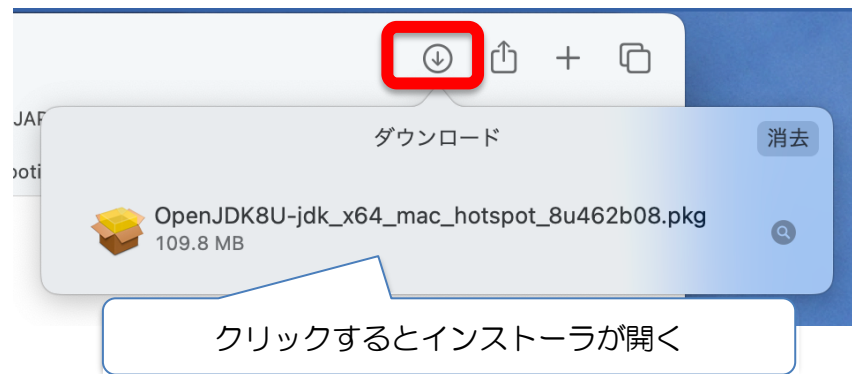 ダウンロード
消去
OpenJDK8U-jdk_x64_mac_hotspot_8u462b08.pkg
109.8 MB
クリックするとインストーラが開く